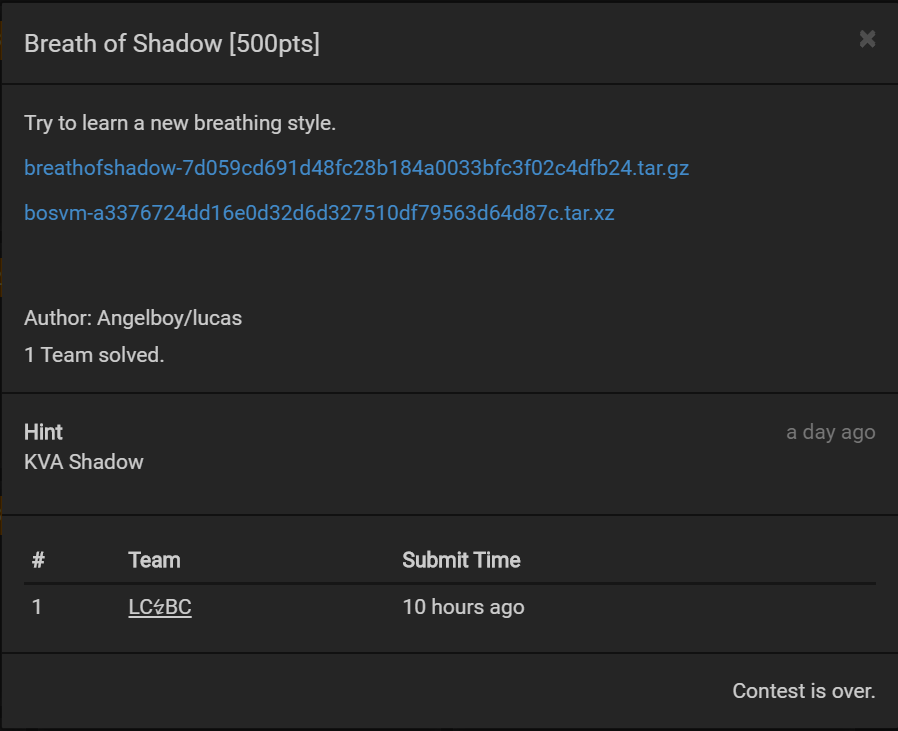 Breath of Shadow [500pts]
×
Try to learn a new breathing style.
breathofshadow-7d059cd691d48fc28b184a0033bfc3f02c4dfb24.tar.gz
bosvm-a3376724dd16e0d32d6d327510df79563d64d87c.tar.xz
Author: Angelboy/lucas
1 Team solved.
Hint a day ago
KVA Shadow
# Team Submit Time
1 LC↯BC 10 hours ago
Contest is over.